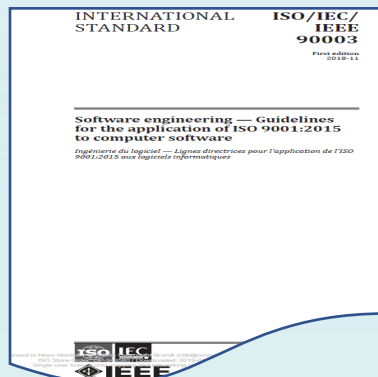 INTERNATIONAL
STANDARD
ISO/IEC/
IEEE
90003
First edition
2018-11
Software engineering — Guidelines
for the application of ISO 9001:2015
to computer software
Ingénierie du logiciel — Lignes directrices pour l'application de l'ISO
9001:2015 aux logiciels informatiques
ISO IEC
IEEE